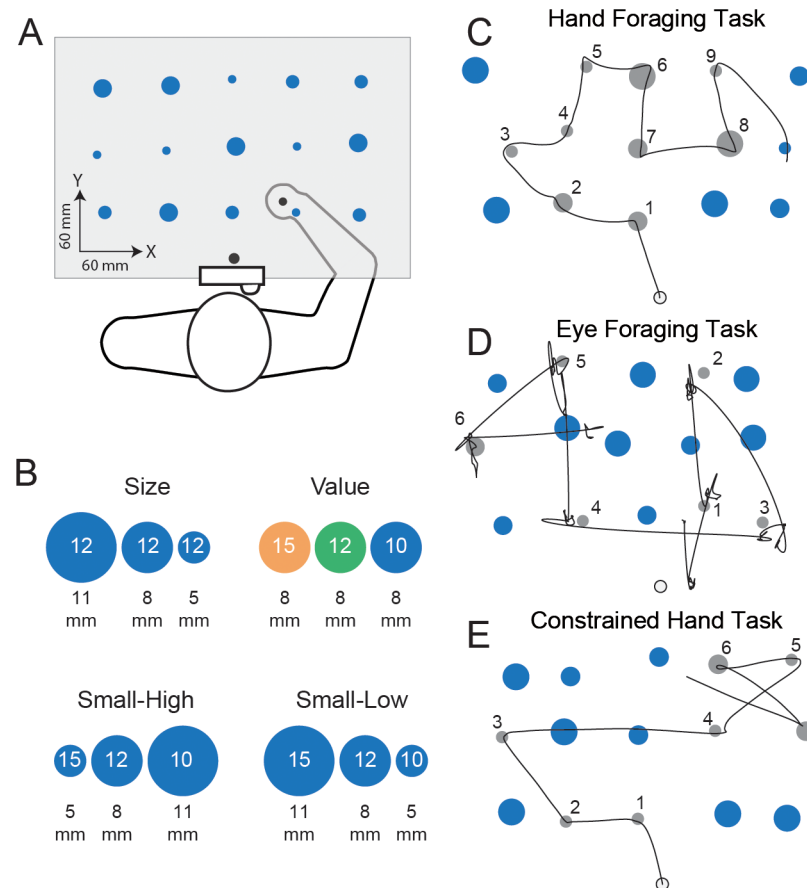 A
Y
60 mm
X
60 mm
B
Size
Value
12 12 12
15 12 10
11 8 5
mm mm mm
8 8 8
mm mm mm
Small-High
Small-Low
15 12 10
15 12 10
5 8 11
mm mm mm
11 8 5
mm mm mm
C
Hand Foraging Task
5 6 9
4
3 7 8
2 1
D
Eye Foraging Task
5 2
6
4 1 3
E
Constrained Hand Task
6 5
3 4
2 1